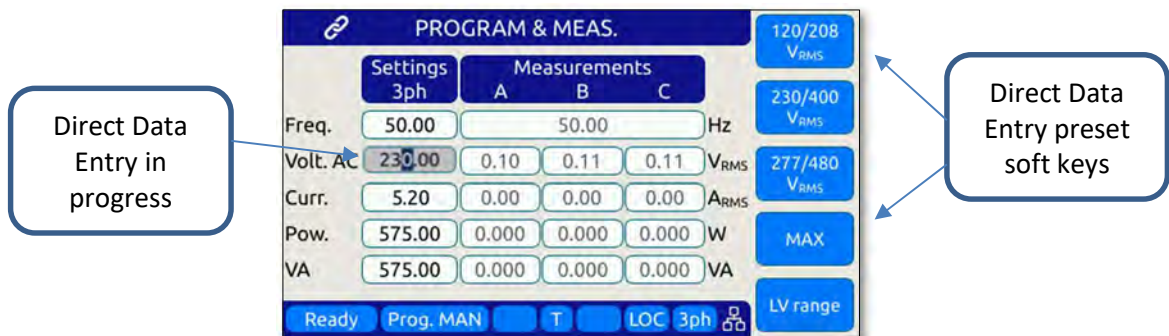 PROGRAM & MEAS.
Settings
3ph
Measurements
A B C
Freq. 50.00 50.00 Hz
Volt. AC 230.00 0.10 0.11 0.11 VRMS
Curr. 5.20 0.00 0.00 0.00 ARMS
Pow. 575.00 0.000 0.000 0.000 W
VA 575.00 0.000 0.000 0.000 VA
Ready Prog. MAN T LOC 3ph
120/208
VRMS
230/400
VRMS
277/480
VRMS
MAX
LV range
Direct Data
Entry in
progress
Direct Data
Entry preset
soft keys